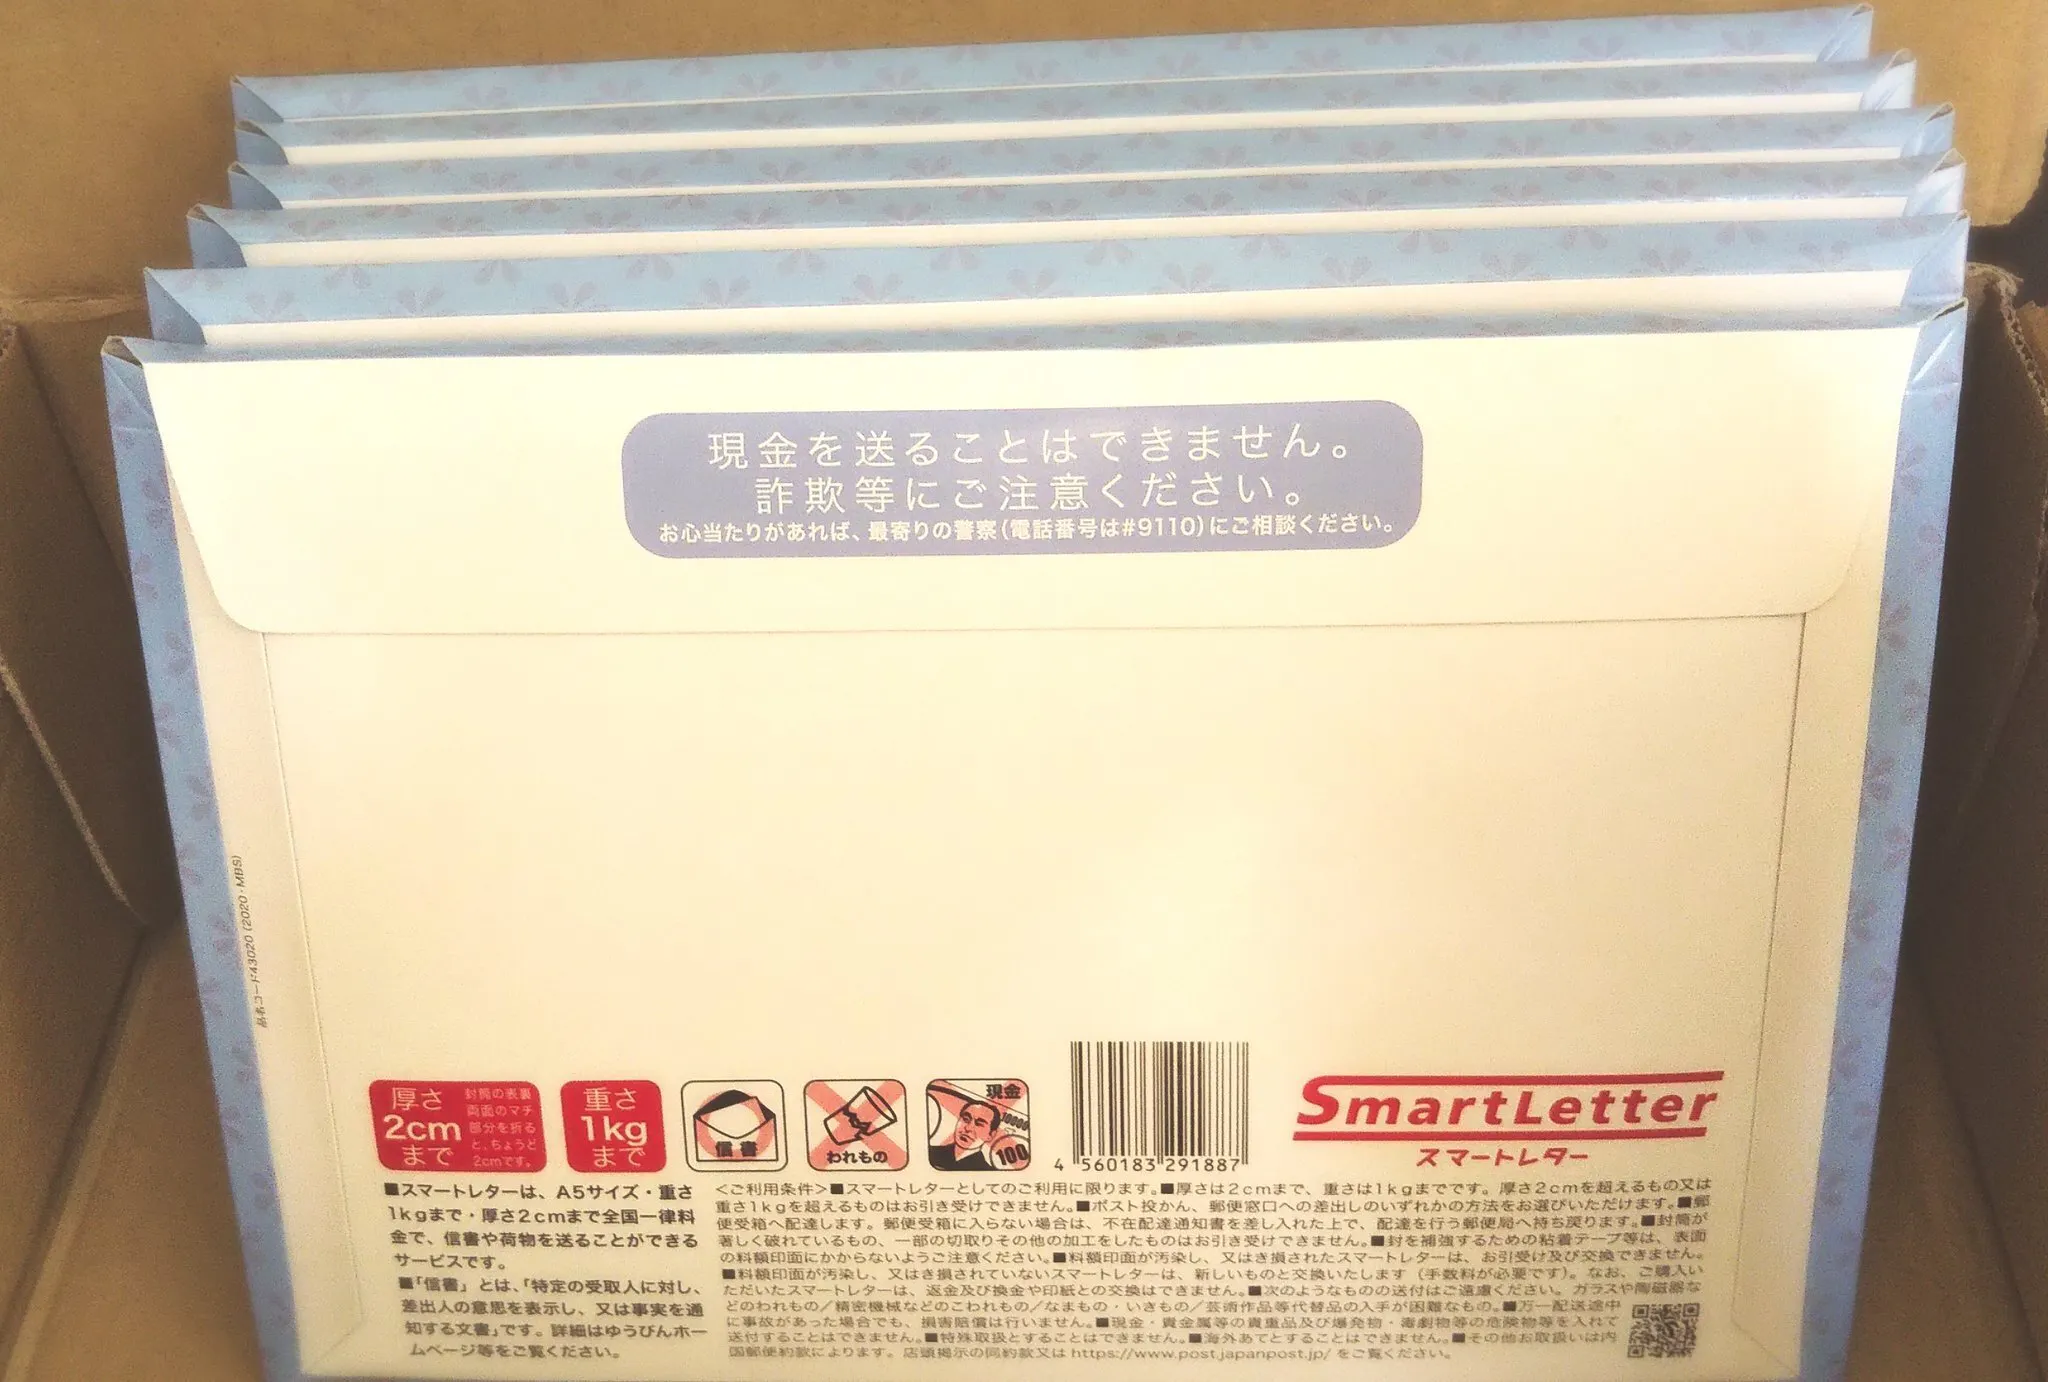 現金を送ることはできません。
詐欺等にご注意ください。
お心当たりがあれば、最寄りの警察(電話番号は#9110)にご相談ください。
品名コード43020(2020・MBS)
厚さ
2cm
まで
封筒の表裏
両面のマチ
部分を折る
と、ちょうど
2cmです。
重さ
1kg
まで
信書
われもの
現金
10000
100
4 560183 291887
SmartLetter
スマートレター
■スマートレターは、A5サイズ・重さ
1kgまで・厚さ2cmまで全国一律料
金で、信書や荷物を送ることができる
サービスです。
■「信書」とは、「特定の受取人に対し、
差出人の意思を表示し、又は事実を通
知する文書」です。詳細はゆうびんホー
ムページ等をご覧ください。
<ご利用条件>■スマートレターとしてのご利用に限ります。■厚さは2cmまで、重さは1kgまでです。厚さ2cmを超えるもの又は
重さ1kgを超えるものはお引き受けできません。■ポスト投かん、郵便窓口への差出しのいずれかの方法をお選びいただけます。■郵
便受箱へ配達します。郵便受箱に入らない場合は、不在配達通知書を差し入れた上で、配達を行う郵便局へ持ち戻ります。■封筒が
著しく破れているもの、一部の切取りその他の加工をしたものはお引き受けできません。■封を補強するための粘着テープ等は、表面
の料額印面にかからないようご注意ください。■料額印面が汚染し、又はき損されたスマートレターは、お引受け及び交換できません。
■料額印面が汚染し、又はき損されていないスマートレターは、新しいものと交換いたします(手数料が必要です)。なお、ご購入い
ただいたスマートレターは、返金及び換金や印紙との交換はできません。■次のようなものの送付はご遠慮ください。ガラスや陶磁器な
どのわれもの/精密機械などのこわれもの/なまもの・いきもの/芸術作品等代替品の入手が困難なもの。■万一配送途中
に事故があった場合でも、損害賠償は行いません。■現金・貴金属等の貴重品及び爆発物・毒劇物等の危険物等を入れて
送付することはできません。■特殊取扱とすることはできません。■海外あてとすることはできません。■その他お取扱いは内
国郵便約款によります。店頭掲示の同約款又は https://www.post.japanpost.jp/ をご覧ください。